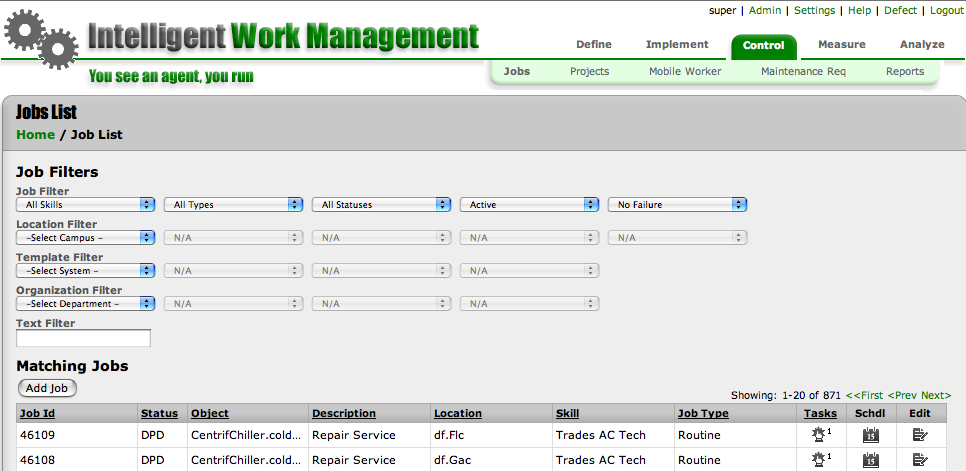 super | Admin | Settings | Help | Defect | Logout
Intelligent Work Management
Define Implement Control Measure Analyze
You see an agent, you run
Jobs Projects Mobile Worker Maintenance Req Reports
Jobs List
Home / Job List
Job Filters
Job Filter
All Skills All Types All Statuses Active No Failure
Location Filter
-Select Campus - N/A N/A N/A N/A
Template Filter
-Select System - N/A N/A N/A
Organization Filter
-Select Department - N/A N/A N/A
Text Filter
Matching Jobs
Add Job
Showing: 1-20 of 871 <<First <Prev Next>
Job Id Status Object Description Location Skill Job Type Tasks Schdl Edit
46109 DPD CentrifChiller.cold... Repair Service df.Flc Trades AC Tech Routine 1 15
46108 DPD CentrifChiller.cold... Repair Service df.Gac Trades AC Tech Routine 1 15